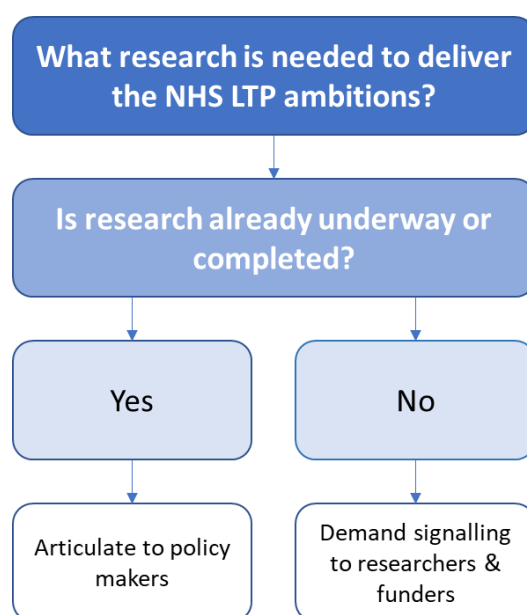 What research is needed to deliver
the NHS LTP ambitions?
Is research already underway or
completed?
Yes
No
Articulate to policy
makers
Demand signalling
to researchers &
funders